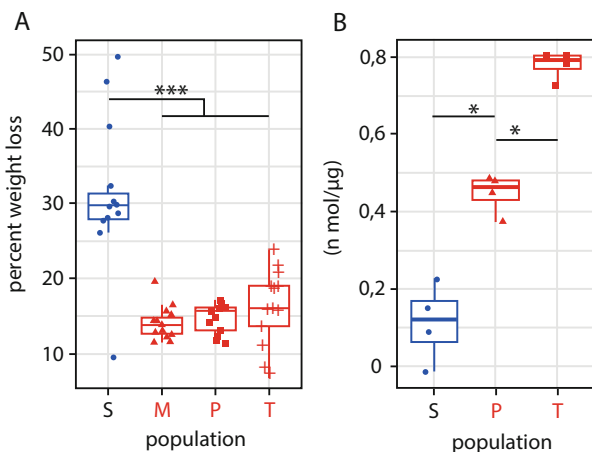 A
percent weight loss
50
40
30
20
10
***
S M P T
population
B
(n mol/µg)
0,8
0,6
0,4
0,2
0
*
*
S P T
population